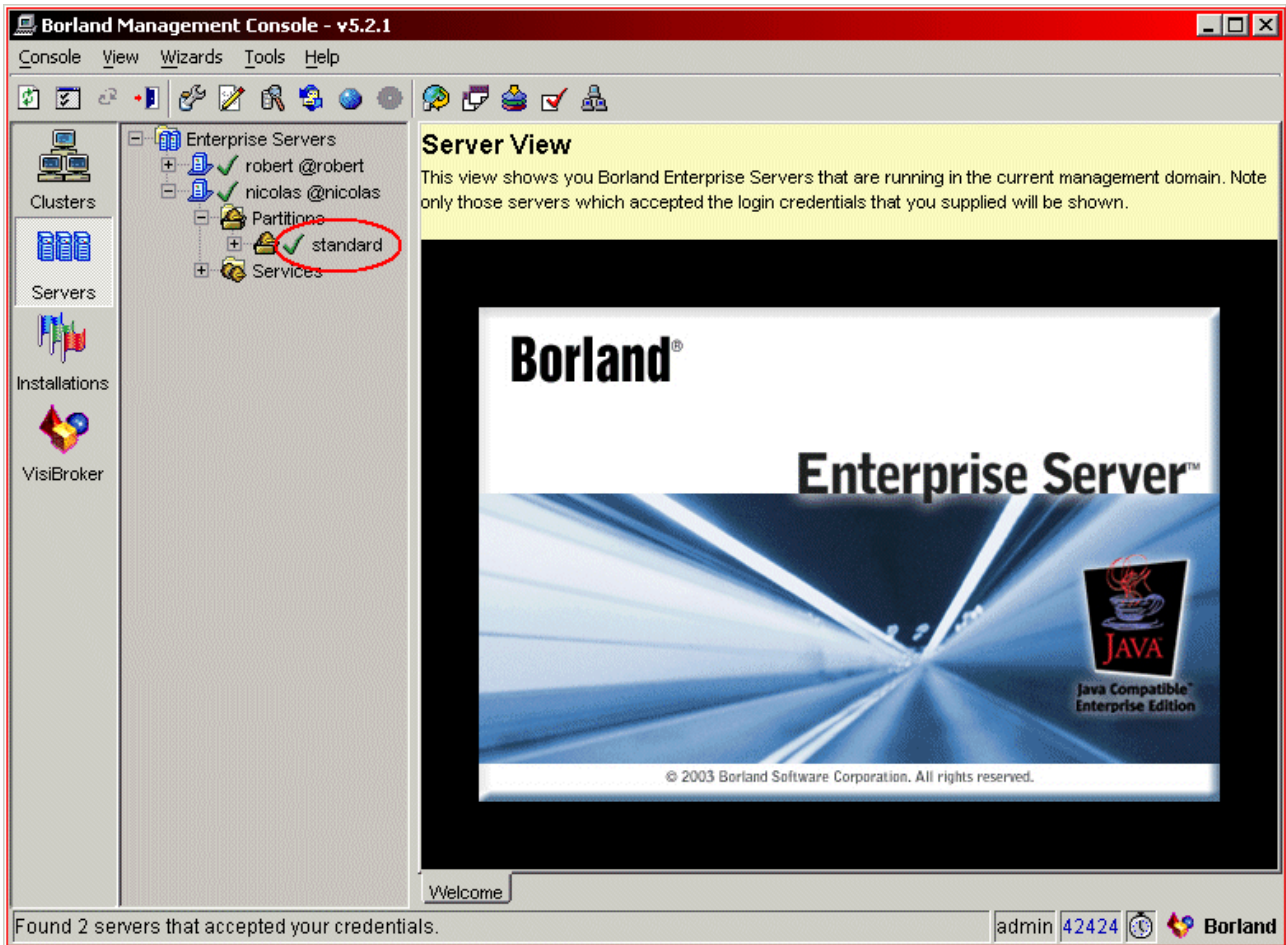 Borland Management Console - v5.2.1
Console View Wizards Tools Help
Clusters
Servers
Installations
VisiBroker
Enterprise Servers
robert @robert
nicolas @nicolas
Partitions
standard
Services
Server View
This view shows you Borland Enterprise Servers that are running in the current management domain. Note
only those servers which accepted the login credentials that you supplied will be shown.
Borland®
Enterprise Server™
JAVA
Java Compatible™
Enterprise Edition
© 2003 Borland Software Corporation. All rights reserved.
Welcome
Found 2 servers that accepted your credentials.
admin 42424 Borland